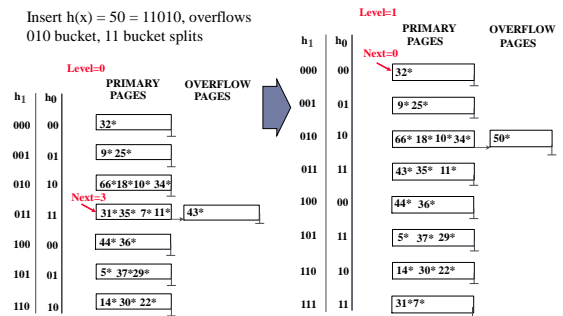 Insert h(x) = 50 = 11010, overflows
010 bucket, 11 bucket splits
Level=0
h1 h0 PRIMARY PAGES OVERFLOW PAGES
000 00 32*
001 01 9* 25*
010 10 66*18*10* 34*
Next=3
011 11 31*35* 7*11* 43*
100 00 44* 36*
101 01 5* 37*29*
110 10 14* 30* 22*
Level=1
h1 h0 PRIMARY PAGES OVERFLOW PAGES
Next=0
000 00 32*
001 01 9* 25*
010 10 66* 18* 10* 34* 50*
011 11 43* 35* 11*
100 00 44* 36*
101 11 5* 37* 29*
110 10 14* 30* 22*
111 11 31*7*